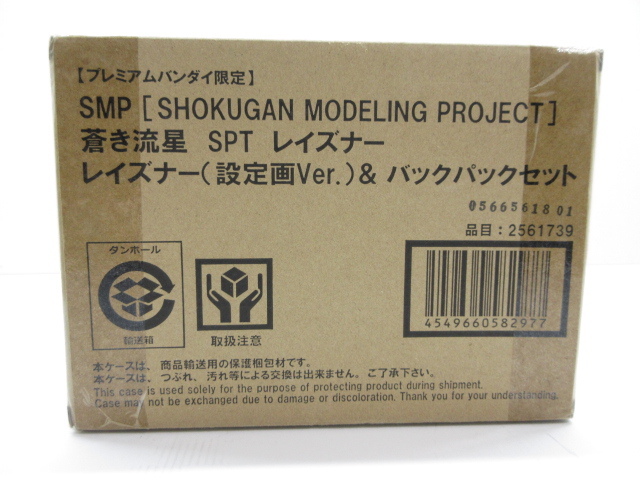 【プレミアムバンダイ限定】
SMP [SHOKUGAN MODELING PROJECT]
蒼き流星 SPT レイズナー
レイズナー(設定画Ver.)& バックパックセット
0566561801
品目:2561739
ダンボール
輸送箱
取扱注意
4549660582977
本ケースは、商品輸送用の保護梱包材です。
本ケースは、つぶれ、汚れ等による交換は出来ません。ご了承下さい。
This case is used solely for the purpose of protecting product during shipment.
Case may not be exchanged due to damage or discoloration. Thank you for your understanding.